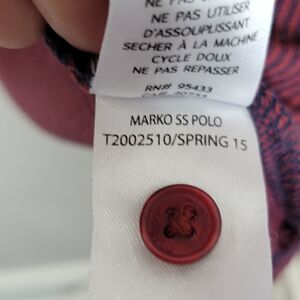 NE PAS UTILISER
D'ASSOUPLISSANT
SECHER A LA MACHINE
CYCLE DOUX
NE PAS REPASSER
RN# 95433
MARKO SS POLO
T2002510/SPRING 15